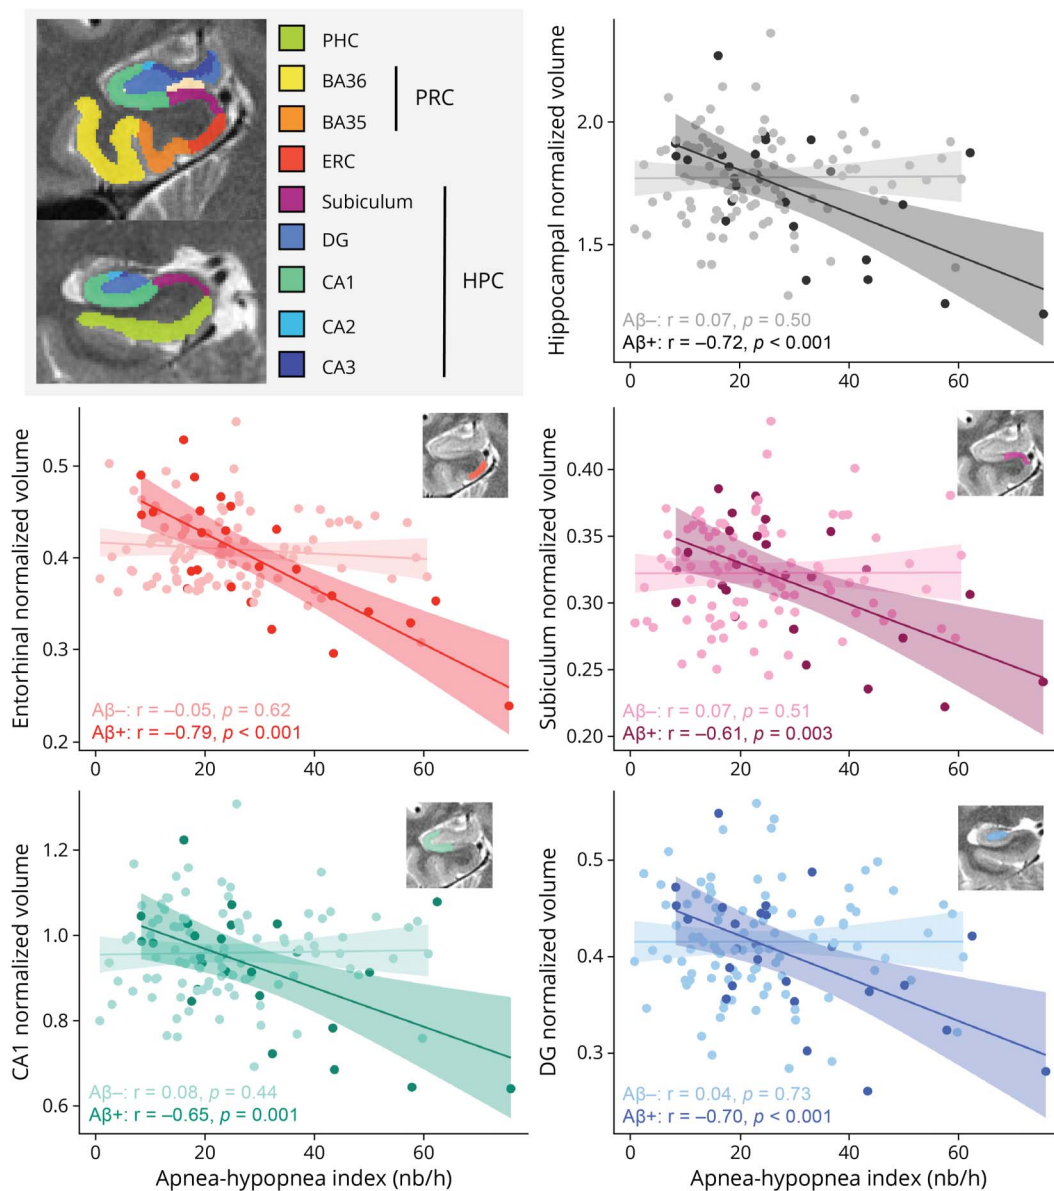 PHC
BA36
BA35
PRC
ERC
Subiculum
DG
CA1
CA2
CA3
HPC
Hippocampal normalized volume
2.0
1.5
Aβ–: r = 0.07, p = 0.50
Aβ+: r = –0.72, p < 0.001
0 20 40 60
Entorhinal normalized volume
0.5
0.4
0.3
0.2
Aβ–: r = –0.05, p = 0.62
Aβ+: r = –0.79, p < 0.001
0 20 40 60
Subiculum normalized volume
0.40
0.35
0.30
0.25
0.20
Aβ–: r = 0.07, p = 0.51
Aβ+: r = –0.61, p = 0.003
0 20 40 60
CA1 normalized volume
1.2
1.0
0.8
0.6
Aβ–: r = 0.08, p = 0.44
Aβ+: r = –0.65, p = 0.001
0 20 40 60
Apnea-hypopnea index (nb/h)
DG normalized volume
0.5
0.4
0.3
Aβ–: r = 0.04, p = 0.73
Aβ+: r = –0.70, p < 0.001
0 20 40 60
Apnea-hypopnea index (nb/h)